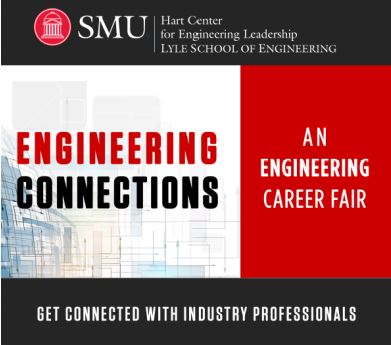 SMU
Hart Center
for Engineering Leadership
LYLE SCHOOL OF ENGINEERING
ENGINEERING
CONNECTIONS
AN
ENGINEERING
CAREER FAIR
GET CONNECTED WITH INDUSTRY PROFESSIONALS